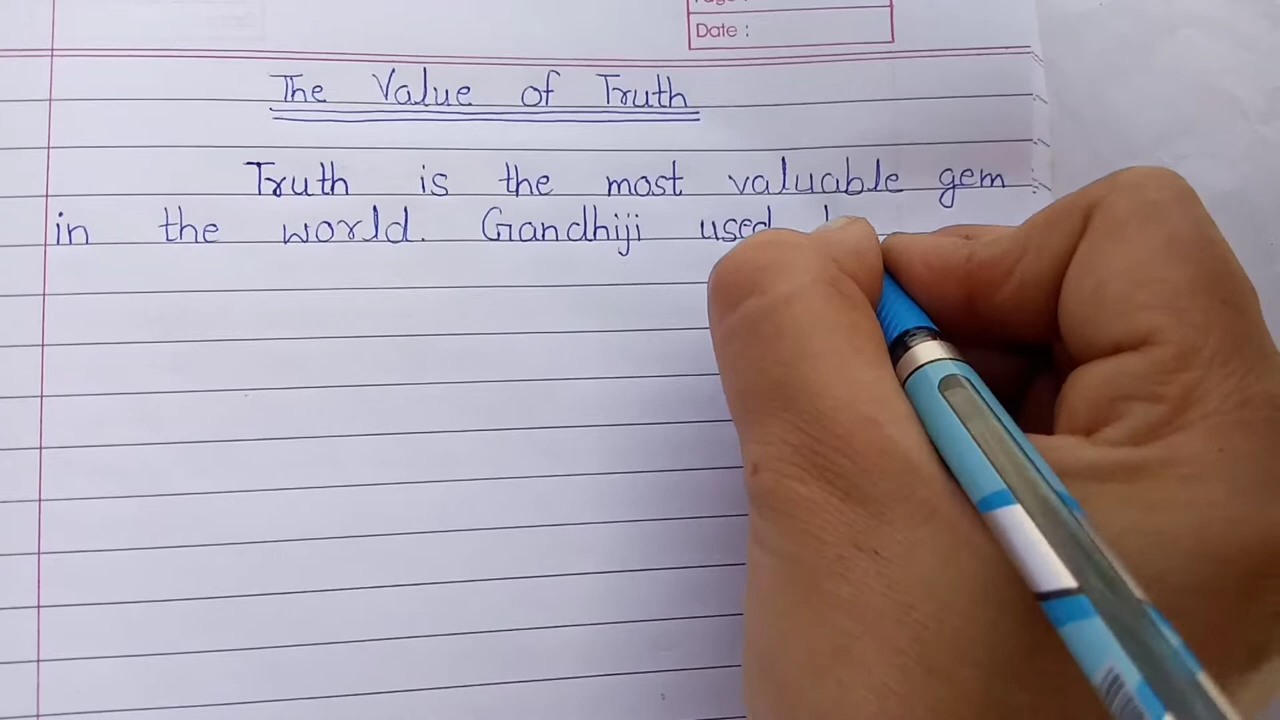 Date :
The Value of Truth
Truth is the most valuable gem
in the world. Gandhiji used